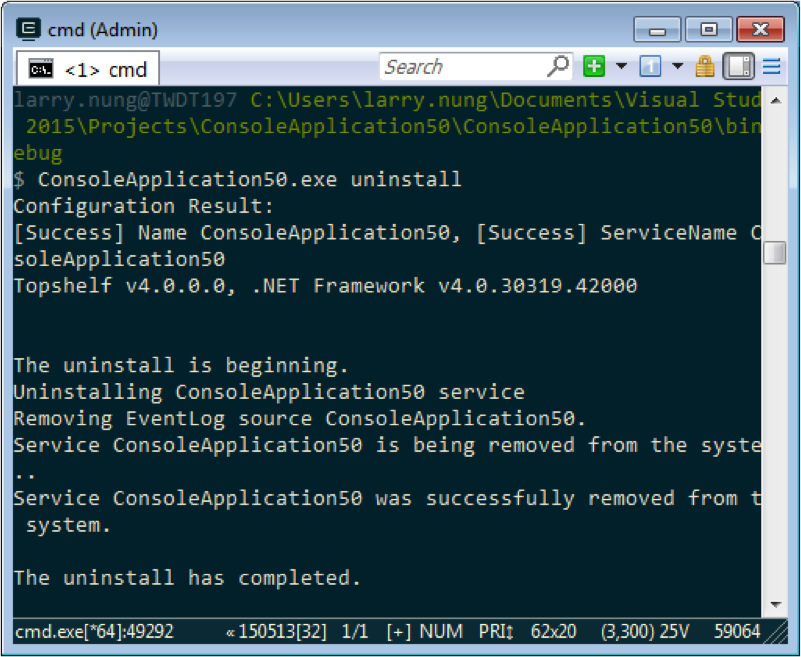 cmd (Admin)
<1> cmd
Search
1
larry.nung@TWDT197 C:\Users\larry.nung\Documents\Visual Stud
2015\Projects\ConsoleApplication50\ConsoleApplication50\bin
ebug
$ ConsoleApplication50.exe uninstall
Configuration Result:
[Success] Name ConsoleApplication50, [Success] ServiceName C
soleApplication50
Topshelf v4.0.0.0, .NET Framework v4.0.30319.42000
The uninstall is beginning.
Uninstalling ConsoleApplication50 service
Removing EventLog source ConsoleApplication50.
Service ConsoleApplication50 is being removed from the syste
..
Service ConsoleApplication50 was successfully removed from t
system.
The uninstall has completed.
cmd.exe[*64]:49292 «150513[32] 1/1 [+] NUM PRI↕ 62x20 (3,300) 25V 59064